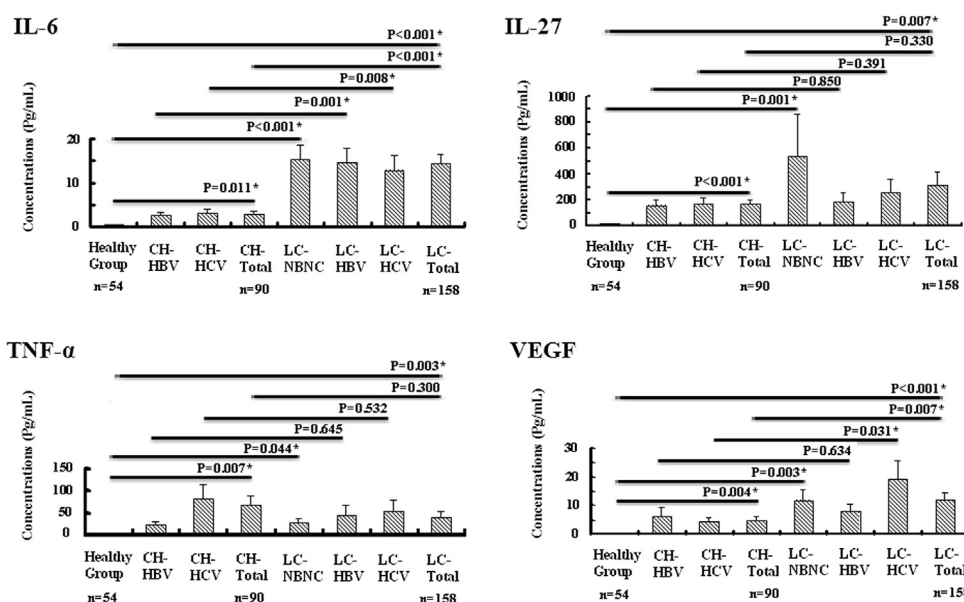 IL-6
P<0.001*
P<0.001*
P=0.008*
P=0.001*
P<0.001*
P=0.011*
Concentrations (Pg/mL)
20
10
0
Healthy Group
CH-HBV
CH-HCV
CH-Total
LC-NBNC
LC-HBV
LC-HCV
LC-Total
n=54
n=90
n=158
IL-27
P=0.007*
P=0.330
P=0.391
P=0.850
P=0.001*
P<0.001*
Concentrations (Pg/mL)
1000
800
600
400
200
0
Healthy Group
CH-HBV
CH-HCV
CH-Total
LC-NBNC
LC-HBV
LC-HCV
LC-Total
n=54
n=90
n=158
TNF-α
P=0.003*
P=0.300
P=0.532
P=0.645
P=0.044*
P=0.007*
Concentrations (Pg/mL)
150
100
50
0
Healthy Group
CH-HBV
CH-HCV
CH-Total
LC-NBNC
LC-HBV
LC-HCV
LC-Total
n=54
n=90
n=158
VEGF
P<0.001*
P=0.007*
P=0.031*
P=0.634
P=0.003*
P=0.004*
Concentrations (Pg/mL)
30
20
10
0
Healthy Group
CH-HBV
CH-HCV
CH-Total
LC-NBNC
LC-HBV
LC-HCV
LC-Total
n=54
n=90
n=158